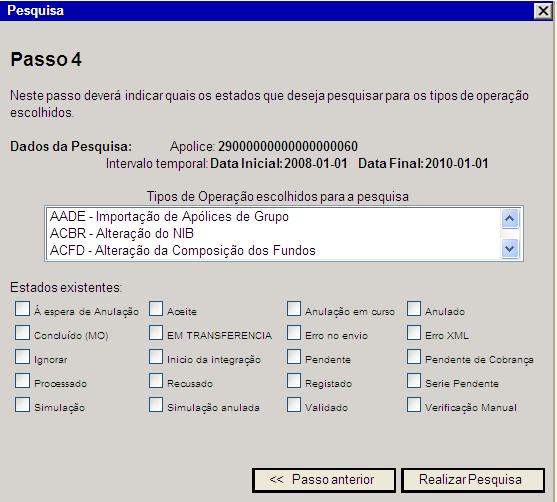 Pesquisa
Passo 4
Neste passo deverá indicar quais os estados que deseja pesquisar para os tipos de operação
escolhidos.
Dados da Pesquisa: Apolice: 29000000000000000060
Intervalo temporal: Data Inicial: 2008-01-01 Data Final: 2010-01-01
Tipos de Operação escolhidos para a pesquisa
AADE - Importação de Apólices de Grupo
ACBR - Alteração do NIB
ACFD - Alteração da Composição dos Fundos
Estados existentes:
Á espera de Anulação Aceite Anulação em curso Anulado
Concluído (MO) EM TRANSFERENCIA Erro no envio Erro XML
Ignorar Inicio da integração Pendente Pendente de Cobrança
Processado Recusado Registado Serie Pendente
Simulação Simulação anulada Validado Verificação Manual
<< Passo anterior Realizar Pesquisa